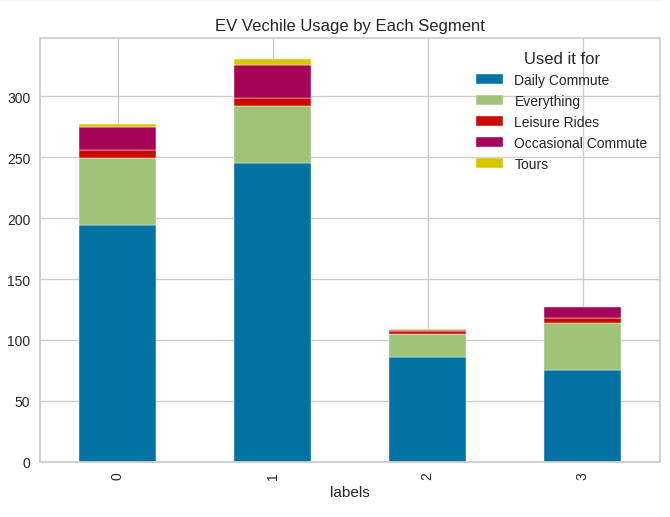 EV Vechile Usage by Each Segment
Used it for
Daily Commute
Everything
Leisure Rides
Occasional Commute
Tours
300
250
200
150
100
50
0
0
1
2
3
labels